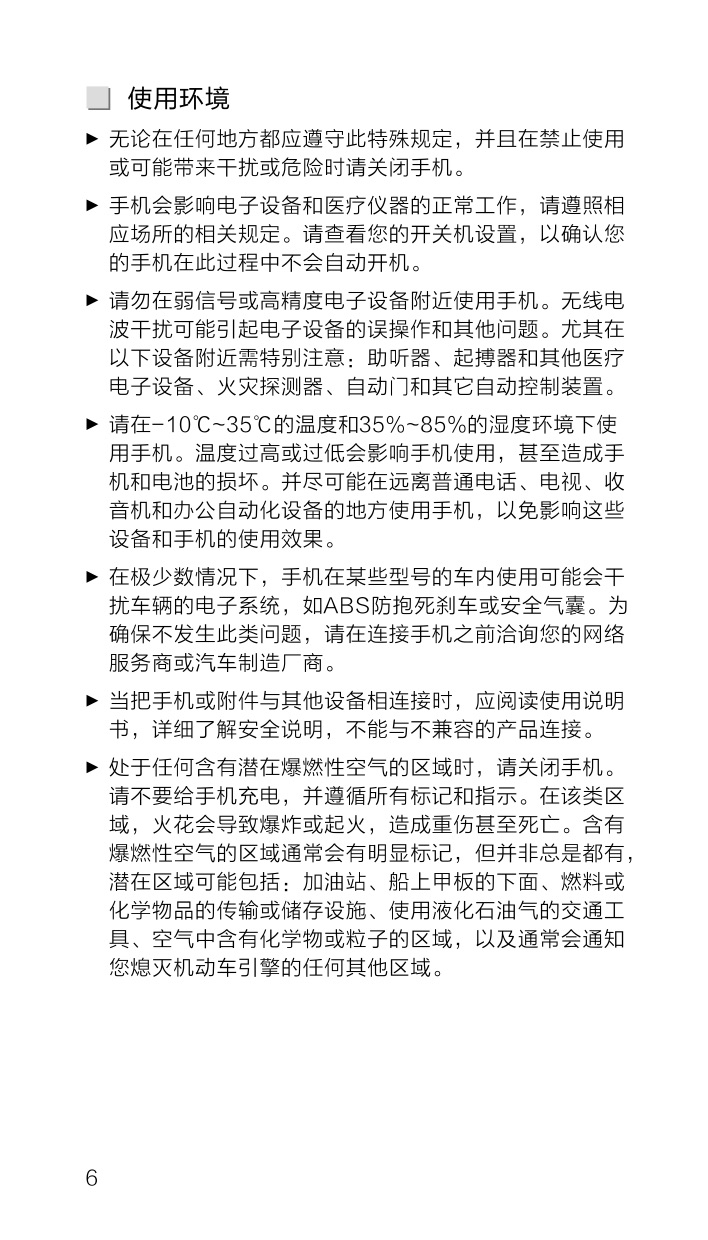 使用环境
► 无论在任何地方都应遵守此特殊规定，并且在禁止使用
或可能带来干扰或危险时请关闭手机。
► 手机会影响电子设备和医疗仪器的正常工作，请遵照相
应场所的相关规定。请查看您的开关机设置，以确认您
的手机在此过程中不会自动开机。
► 请勿在弱信号或高精度电子设备附近使用手机。无线电
波干扰可能引起电子设备的误操作和其他问题。尤其在
以下设备附近需特别注意：助听器、起搏器和其他医疗
电子设备、火灾探测器、自动门和其它自动控制装置。
► 请在-10℃~35℃的温度和35%~85%的湿度环境下使
用手机。温度过高或过低会影响手机使用，甚至造成手
机和电池的损坏。并尽可能在远离普通电话、电视、收
音机和办公自动化设备的地方使用手机，以免影响这些
设备和手机的使用效果。
► 在极少数情况下，手机在某些型号的车内使用可能会干
扰车辆的电子系统，如ABS防抱死刹车或安全气囊。为
确保不发生此类问题，请在连接手机之前洽询您的网络
服务商或汽车制造厂商。
► 当把手机或附件与其他设备相连接时，应阅读使用说明
书，详细了解安全说明，不能与不兼容的产品连接。
► 处于任何含有潜在爆燃性空气的区域时，请关闭手机。
请不要给手机充电，并遵循所有标记和指示。在该类区
域，火花会导致爆炸或起火，造成重伤甚至死亡。含有
爆燃性空气的区域通常会有明显标记，但并非总是都有，
潜在区域可能包括：加油站、船上甲板的下面、燃料或
化学物品的传输或储存设施、使用液化石油气的交通工
具、空气中含有化学物或粒子的区域，以及通常会通知
您熄灭机动车引擎的任何其他区域。
6